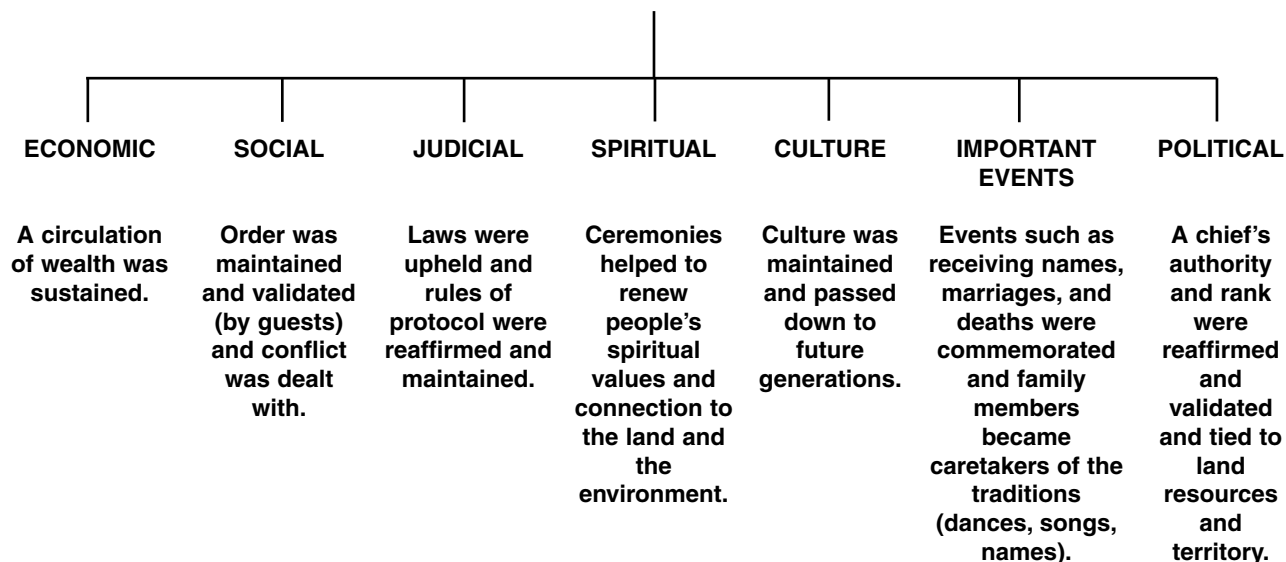 ECONOMIC
A circulation
of wealth was
sustained.
SOCIAL
Order was
maintained
and validated
(by guests)
and conflict
was dealt
with.
JUDICIAL
Laws were
upheld and
rules of
protocol were
reaffirmed and
maintained.
SPIRITUAL
Ceremonies
helped to
renew
people's
spiritual
values and
connection to
the land and
the
environment.
CULTURE
Culture was
maintained
and passed
down to
future
generations.
IMPORTANT
EVENTS
Events such as
receiving names,
marriages, and
deaths were
commemorated
and family
members
became
caretakers of the
traditions
(dances, songs,
names).
POLITICAL
A chief's
authority
and rank
were
reaffirmed
and
validated
and tied to
land
resources
and
territory.